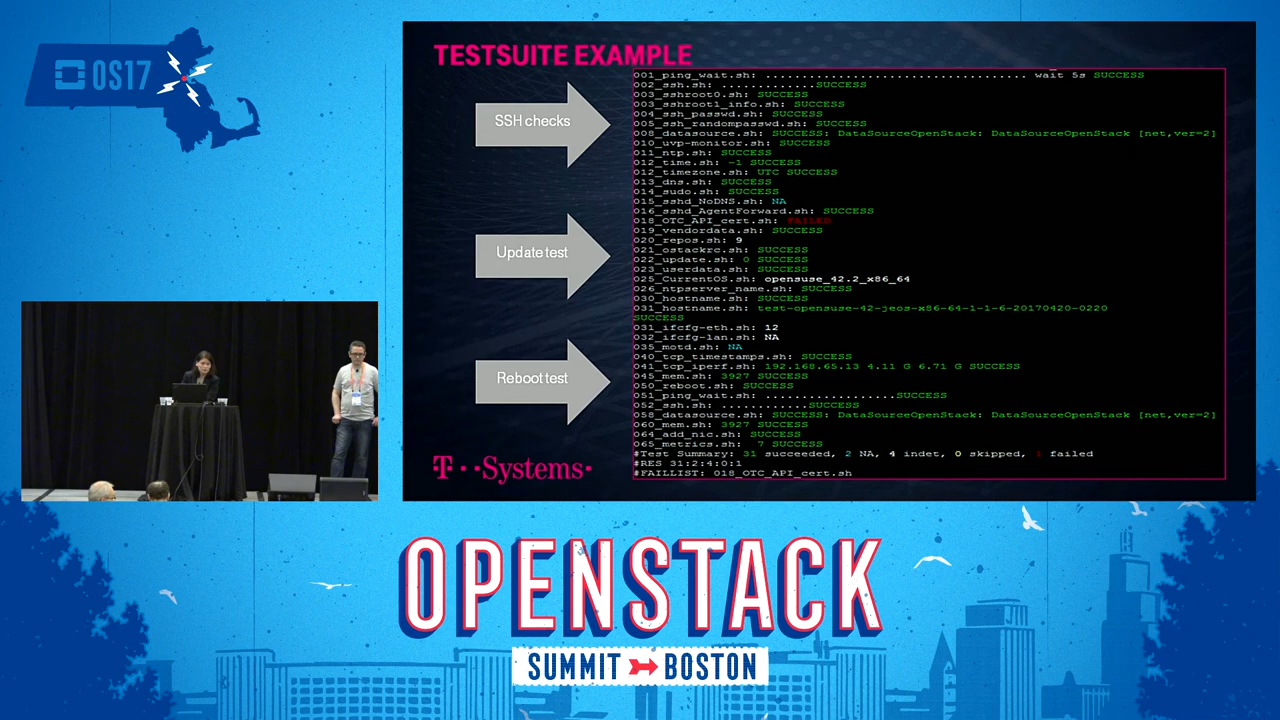 OS17
TESTSUITE EXAMPLE
SSH checks
Update test
Reboot test
001_ping_wait.sh: .................................. wait 5s SUCCESS
002_ssh.sh: .............SUCCESS
003_sshroot0.sh: SUCCESS
003_sshroot1_info.sh: SUCCESS
004_ssh_passwd.sh: SUCCESS
005_ssh_randompasswd.sh: SUCCESS
008_datasource.sh: SUCCESS: DataSourceOpenStack: DataSourceOpenStack [net,ver=2]
010_uvp-monitor.sh: SUCCESS
011_ntp.sh: SUCCESS
012_time.sh: -1 SUCCESS
012_timezone.sh: UTC SUCCESS
013_dns.sh: SUCCESS
014_sudo.sh: SUCCESS
015_sshd_NoDNS.sh: NA
016_sshd_AgentForward.sh: SUCCESS
018_OTC_API_cert.sh: FAILED
019_vendordata.sh: SUCCESS
020_repos.sh: 9
021_ostackrc.sh: SUCCESS
022_update.sh: 0 SUCCESS
023_userdata.sh: SUCCESS
025_CurrentOS.sh: opensuse_42.2_x86_64
026_ntpserver_name.sh: SUCCESS
030_hostname.sh: SUCCESS
031_hostname.sh: test-opensuse-42-jeos-x86-64-1-1-6-20170420-0220
SUCCESS
031_ifcfg-eth.sh: 12
032_ifcfg-lan.sh: NA
035_motd.sh: NA
040_tcp_timestamps.sh: SUCCESS
041_tcp_iperf.sh: 192.168.65.13 4.11 G 6.71 G SUCCESS
045_mem.sh: 3927 SUCCESS
050_reboot.sh: SUCCESS
051_ping_wait.sh: .................SUCCESS
052_ssh.sh: ............SUCCESS
058_datasource.sh: SUCCESS: DataSourceOpenStack: DataSourceOpenStack [net,ver=2]
060_mem.sh: 3927 SUCCESS
064_add_nic.sh: SUCCESS
065_metrics.sh: 7 SUCCESS
#Test Summary: 31 succeeded, 2 NA, 4 indet, 0 skipped, 1 failed
#RES 31:2:4:0:1
#FAILLIST: 018_OTC_API_cert.sh
T··Systems·
OPENSTACK
SUMMIT BOSTON